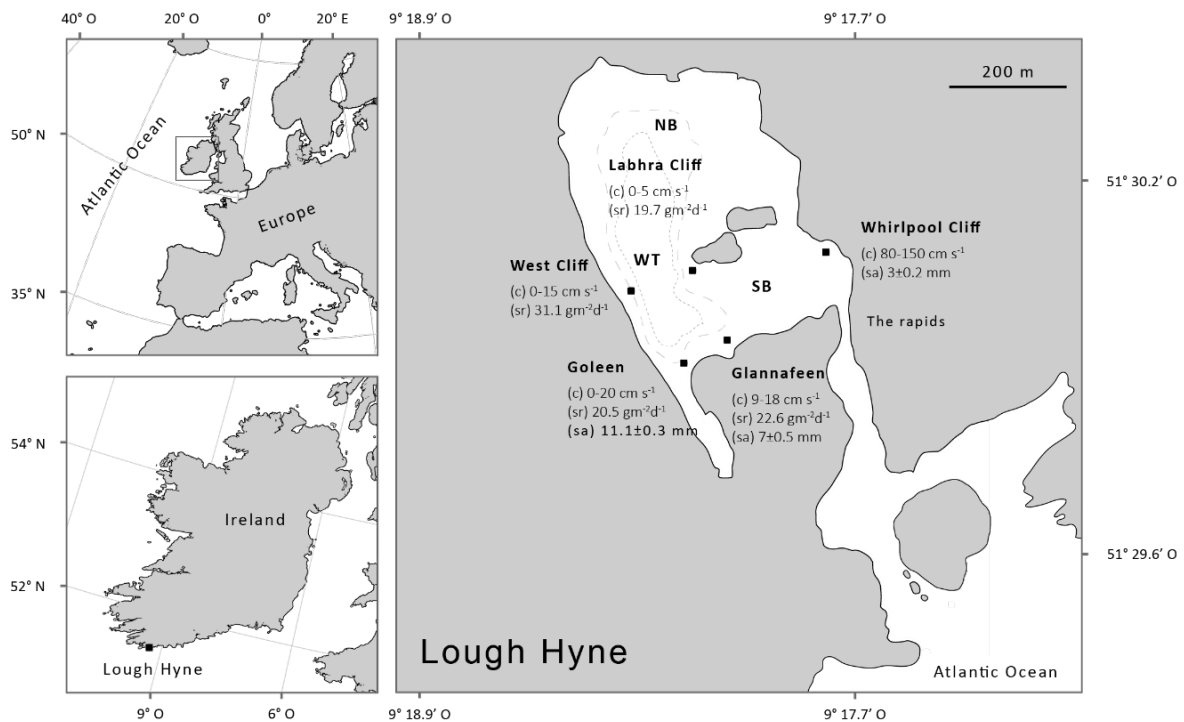 40° O
20° O
0°
20° E
9° 18.9′ O
9° 17.7′ O
50° N
35° N
Atlantic Ocean
Europe
54° N
52° N
Ireland
Lough Hyne
9° O
6° O
200 m
NB
Labhra Cliff
(c) 0-5 cm s⁻¹
(sr) 19.7 gm⁻²d⁻¹
51° 30.2′ O
Whirlpool Cliff
(c) 80-150 cm s⁻¹
(sa) 3±0.2 mm
West Cliff
(c) 0-15 cm s⁻¹
(sr) 31.1 gm⁻²d⁻¹
WT
SB
The rapids
Goleen
(c) 0-20 cm s⁻¹
(sr) 20.5 gm⁻²d⁻¹
(sa) 11.1±0.3 mm
Glannafeen
(c) 9-18 cm s⁻¹
(sr) 22.6 gm⁻²d⁻¹
(sa) 7±0.5 mm
51° 29.6′ O
Lough Hyne
Atlantic Ocean
9° 18.9′ O
9° 17.7′ O